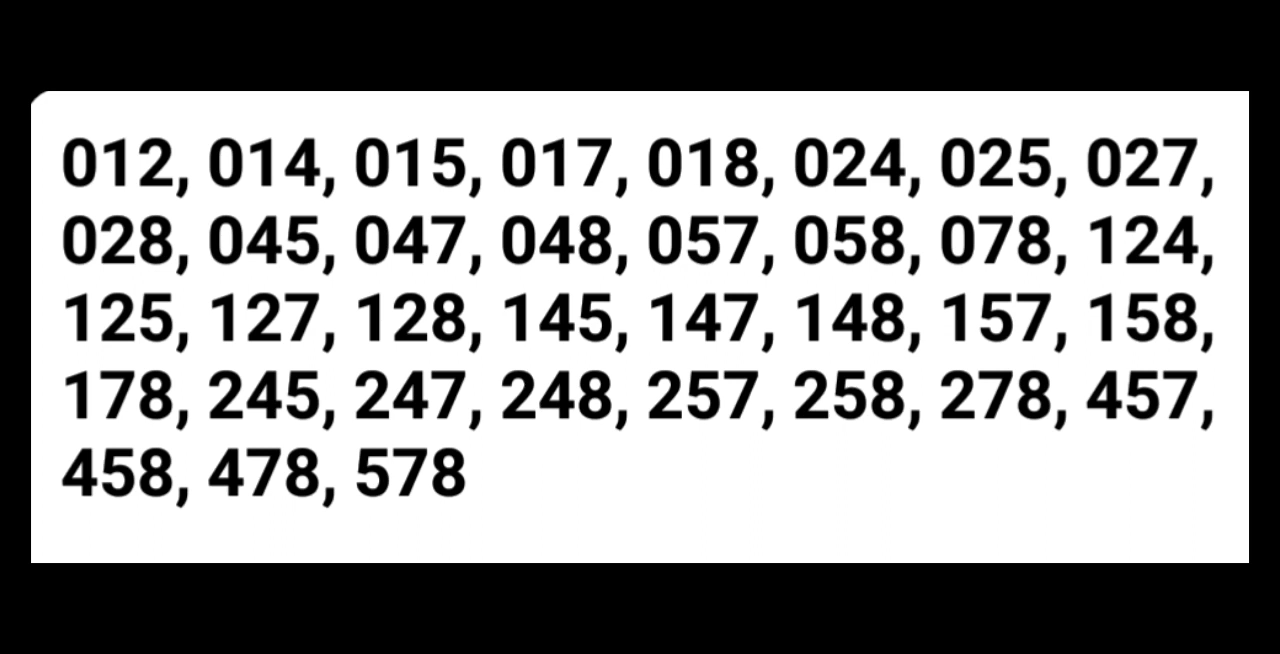 012, 014, 015, 017, 018, 024, 025, 027,
028, 045, 047, 048, 057, 058, 078, 124,
125, 127, 128, 145, 147, 148, 157, 158,
178, 245, 247, 248, 257, 258, 278, 457,
458, 478, 578